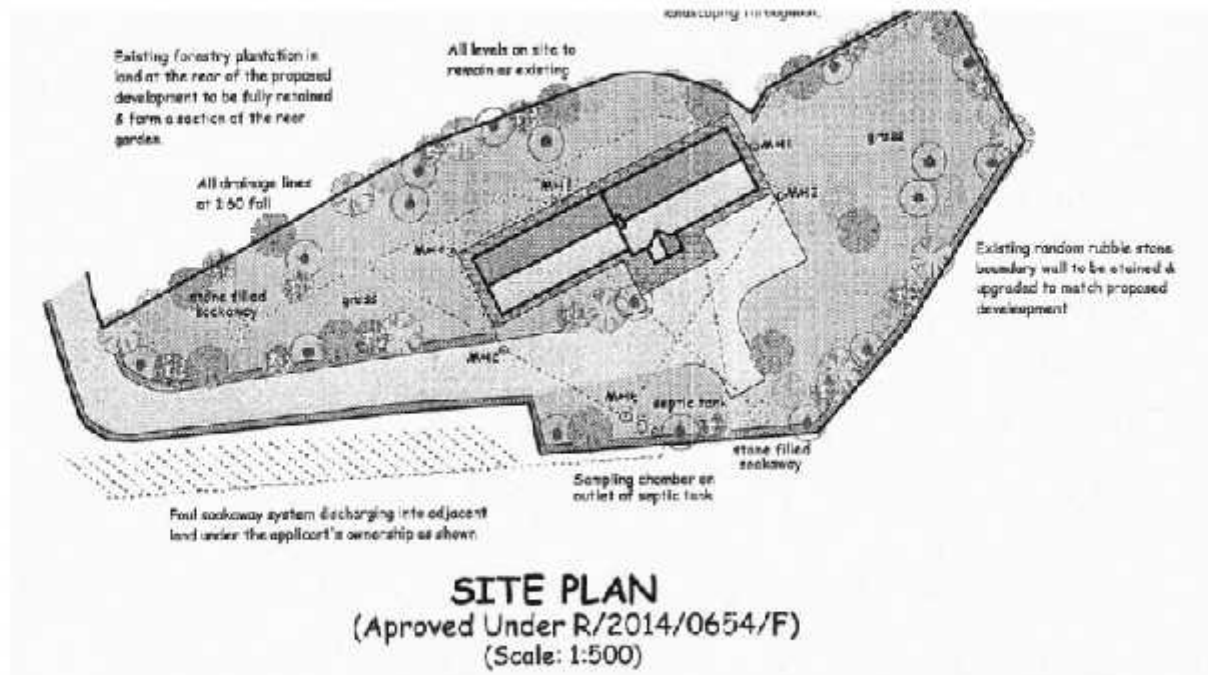 landscaping throughout.
Existing forestry plantation in
land at the rear of the proposed
development to be fully retained
& form a section of the rear
garden.
All levels on site to
remain as existing
All drainage lines
at 1:60 fall
MH1
grass
MH2
MH4
stone filled
soakaway
grass
Existing random rubble stone
boundary wall to be etained &
upgraded to match proposed
development
septic tank
stone filled
soakaway
Sampling chamber on
outlet of septic tank
Foul soakaway system discharging into adjacent
land under the applicant's ownership as shown
SITE PLAN
(Aproved Under R/2014/0654/F)
(Scale: 1:500)